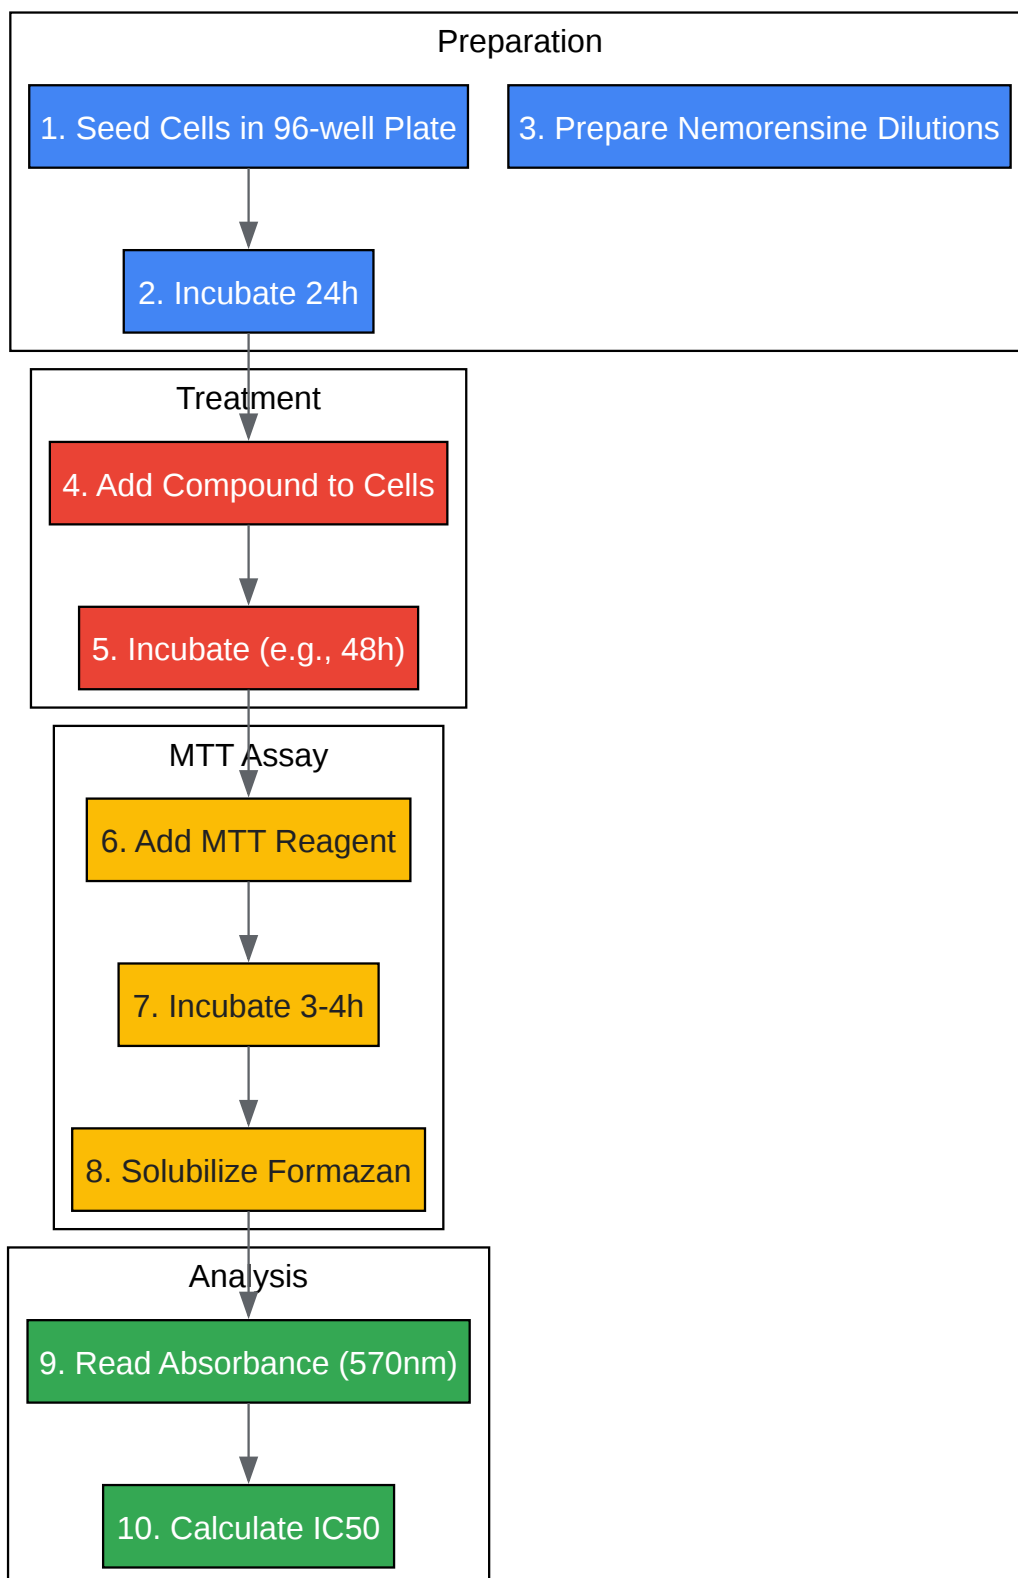 Preparation
1. Seed Cells in 96-well Plate
3. Prepare Nemorensine Dilutions
2. Incubate 24h
Treatment
4. Add Compound to Cells
5. Incubate (e.g., 48h)
MTT Assay
6. Add MTT Reagent
7. Incubate 3-4h
8. Solubilize Formazan
Analysis
9. Read Absorbance (570nm)
10. Calculate IC50